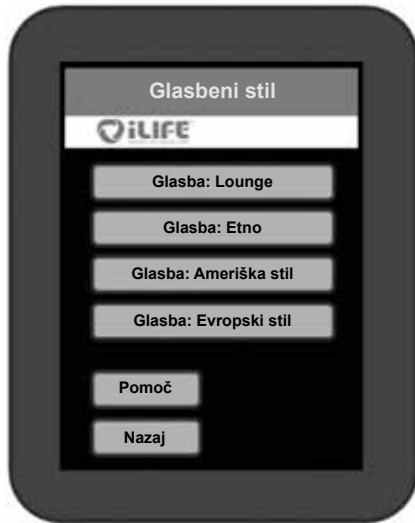 Glasbeni stil
iLIFE
Glasba: Lounge
Glasba: Etno
Glasba: Ameriška stil
Glasba: Evropski stil
Pomoč
Nazaj